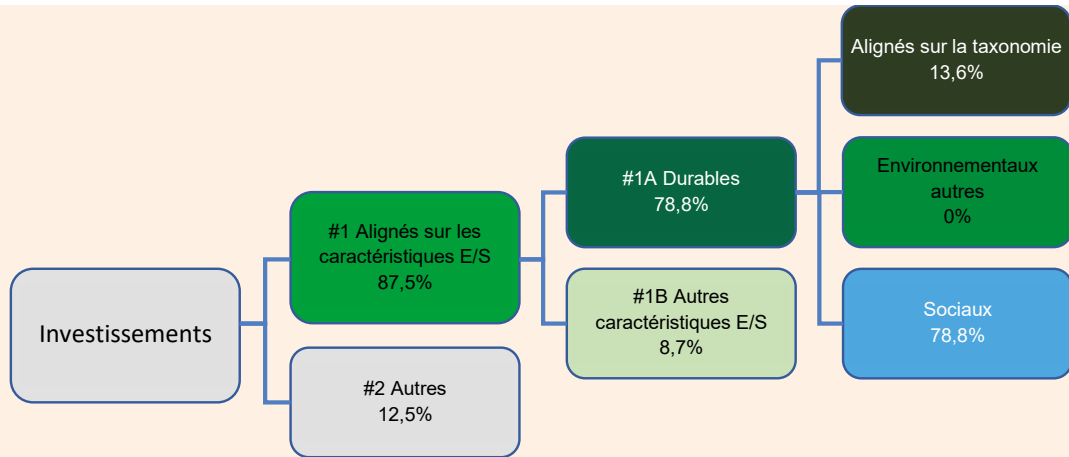 Investissements
#1 Alignés sur les
caractéristiques E/S
87,5%
#2 Autres
12,5%
#1A Durables
78,8%
#1B Autres
caractéristiques E/S
8,7%
Alignés sur la taxonomie
13,6%
Environnementaux
autres
0%
Sociaux
78,8%